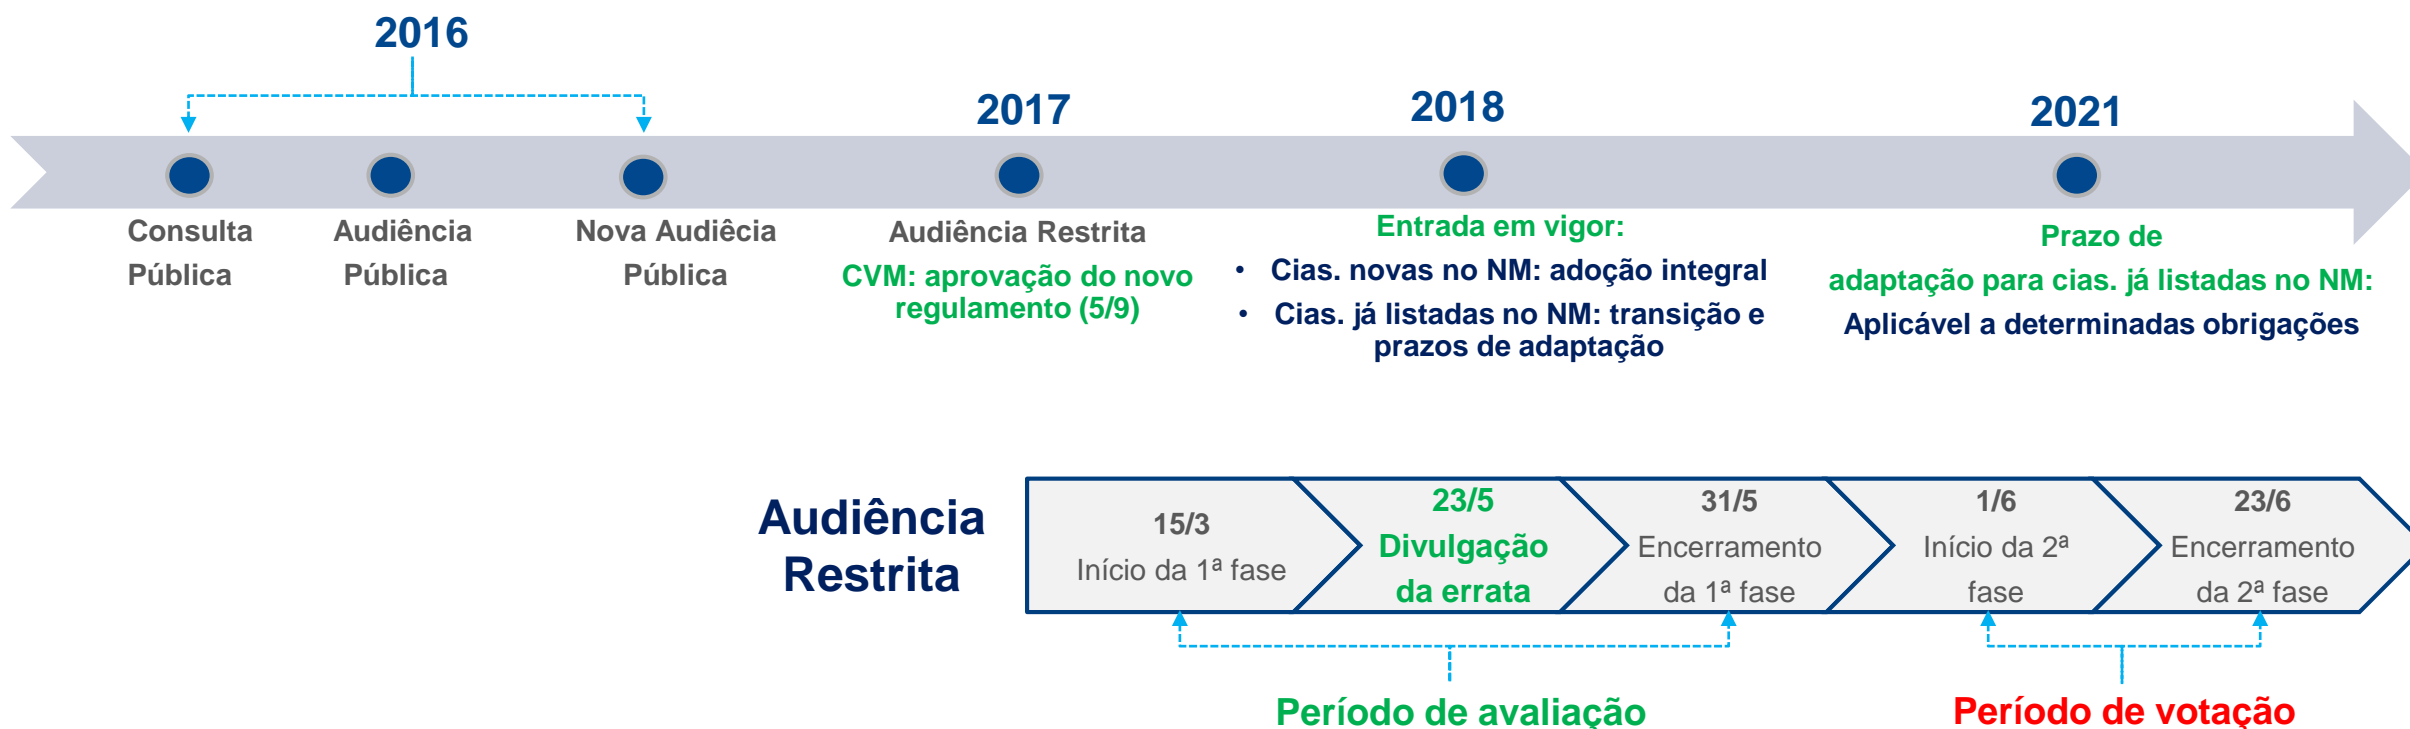 2016
2017
2018
2021
Consulta
Pública
Audiência
Pública
Nova Audiêcia
Pública
Audiência Restrita
CVM: aprovação do novo
regulamento (5/9)
Entrada em vigor:
• Cias. novas no NM: adoção integral
• Cias. já listadas no NM: transição e
prazos de adaptação
Prazo de
adaptação para cias. já listadas no NM:
Aplicável a determinadas obrigações
Audiência
Restrita
15/3
Início da 1ª fase
23/5
Divulgação
da errata
31/5
Encerramento
da 1ª fase
1/6
Início da 2ª
fase
23/6
Encerramento
da 2ª fase
Período de avaliação
Período de votação